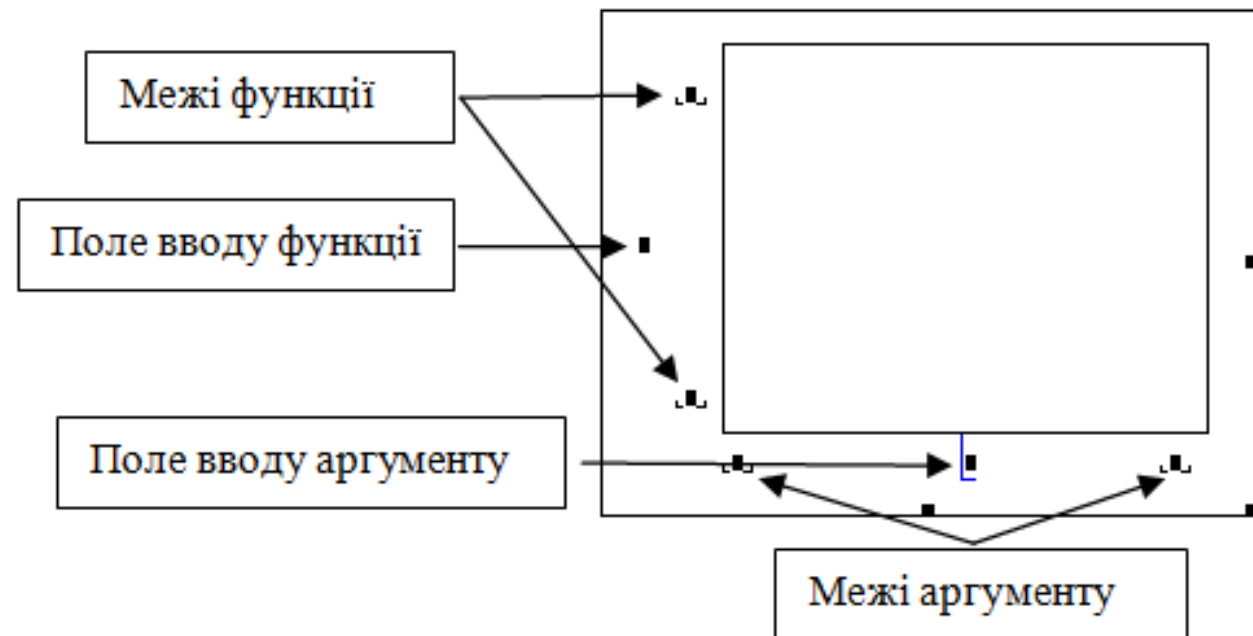 Межі функції
Поле вводу функції
Поле вводу аргументу
Межі аргументу